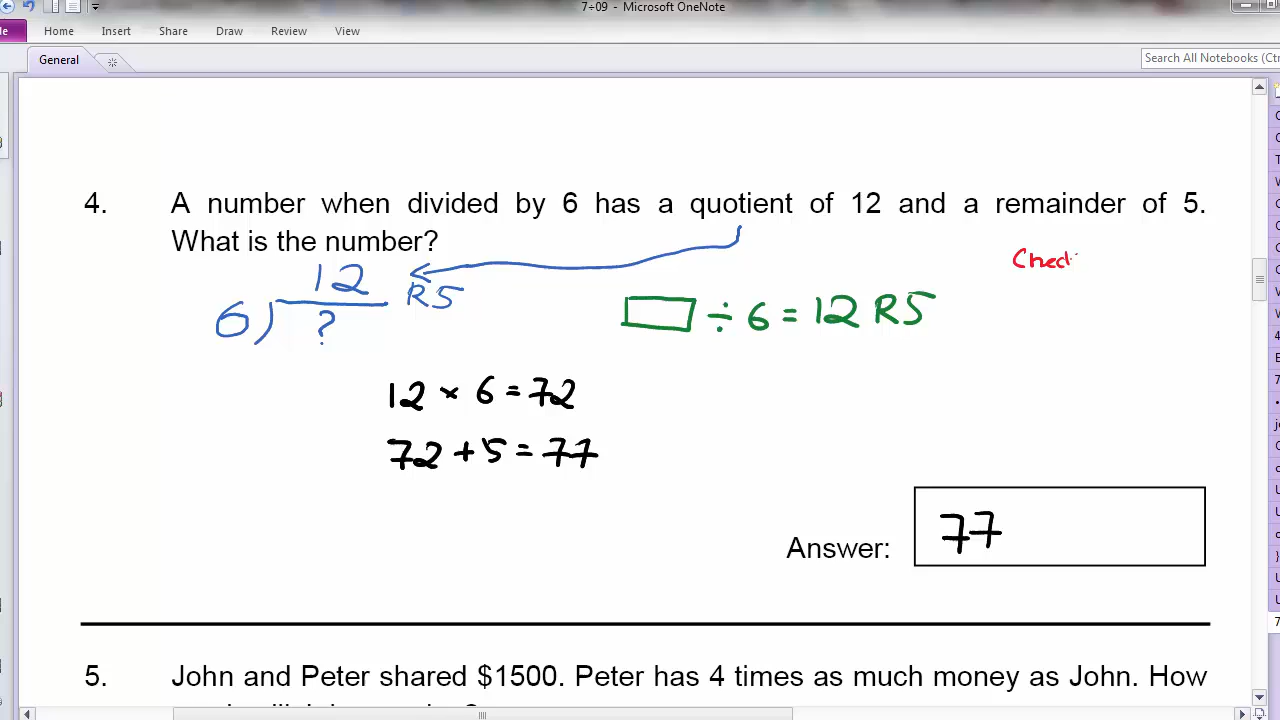 7÷09 - Microsoft OneNote
Home Insert Share Draw Review View
General
Search All Notebooks (Ctr
4. A number when divided by 6 has a quotient of 12 and a remainder of 5.
What is the number?
Chec
12 R5
6) ?
÷ 6 = 12 R5
12 × 6 = 72
72 + 5 = 77
Answer: 77
5. John and Peter shared $1500. Peter has 4 times as much money as John. How